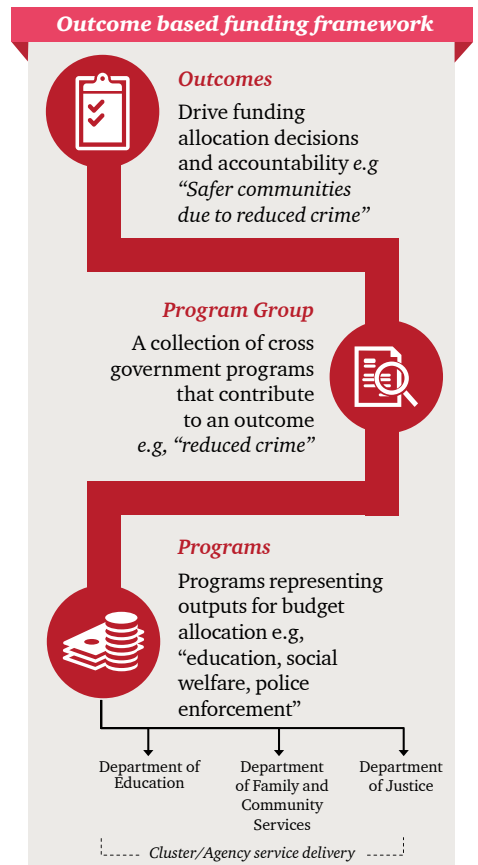 Outcome based funding framework
Outcomes
Drive funding
allocation decisions
and accountability e.g
“Safer communities
due to reduced crime”
Program Group
A collection of cross
government programs
that contribute
to an outcome
e.g, “reduced crime”
Programs
Programs representing
outputs for budget
allocation e.g,
“education, social
welfare, police
enforcement”
Department of
Education
Department
of Family and
Community
Services
Department
of Justice
Cluster/Agency service delivery